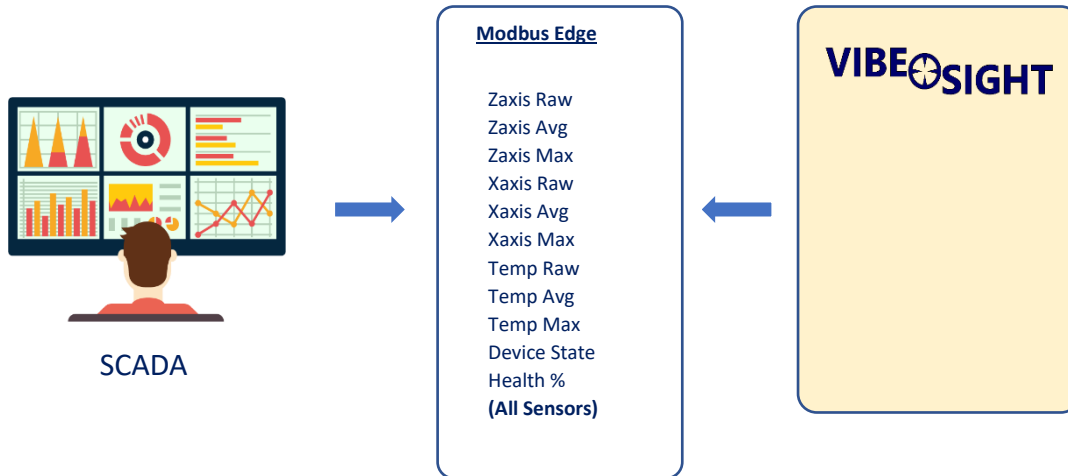 Modbus Edge
Zaxis Raw
Zaxis Avg
Zaxis Max
Xaxis Raw
Xaxis Avg
Xaxis Max
Temp Raw
Temp Avg
Temp Max
Device State
Health %
(All Sensors)
SCADA
VIBE SIGHT